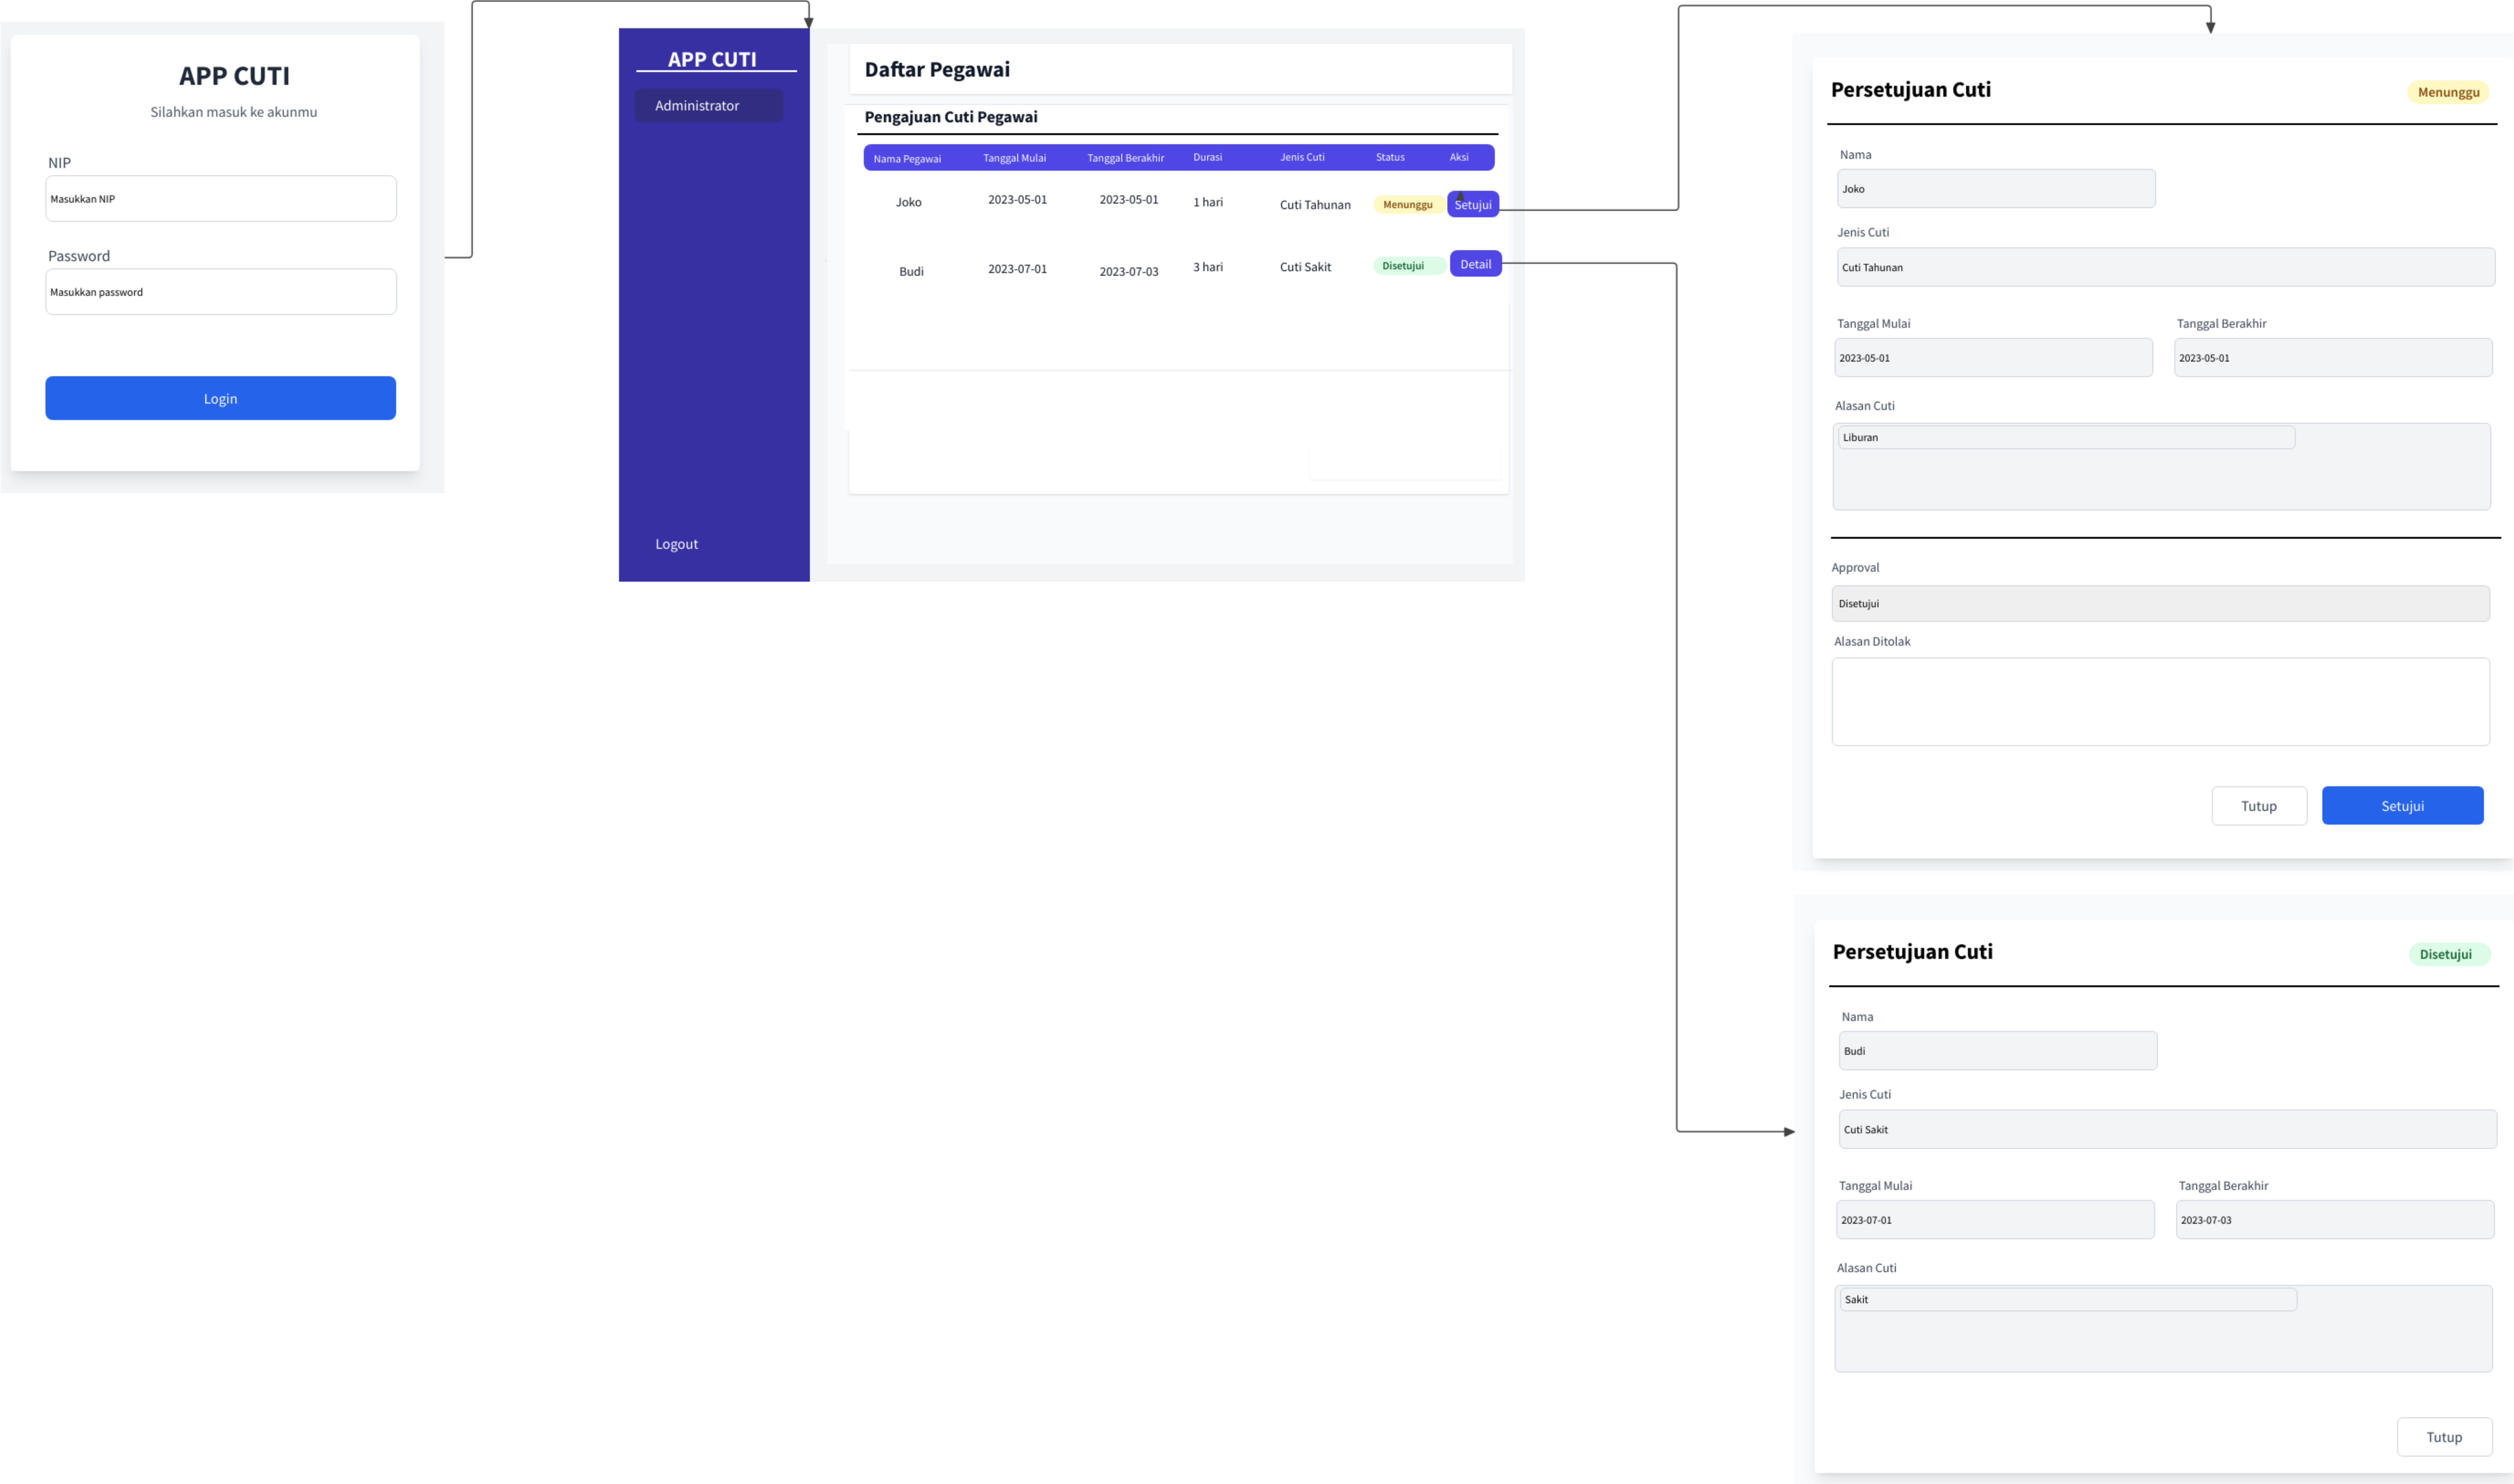 APP CUTI
Silahkan masuk ke akunmu
NIP
Masukkan NIP
Password
Masukkan password
Login
APP CUTI
Administrator
Logout
Daftar Pegawai
Pengajuan Cuti Pegawai
Nama Pegawai Tanggal Mulai Tanggal Berakhir Durasi Jenis Cuti Status Aksi
Joko 2023-05-01 2023-05-01 1 hari Cuti Tahunan Menunggu Setujui
Budi 2023-07-01 2023-07-03 3 hari Cuti Sakit Disetujui Detail
Persetujuan Cuti Menunggu
Nama
Joko
Jenis Cuti
Cuti Tahunan
Tanggal Mulai Tanggal Berakhir
2023-05-01 2023-05-01
Alasan Cuti
Liburan
Approval
Disetujui
Alasan Ditolak
Tutup Setujui
Persetujuan Cuti Disetujui
Nama
Budi
Jenis Cuti
Cuti Sakit
Tanggal Mulai Tanggal Berakhir
2023-07-01 2023-07-03
Alasan Cuti
Sakit
Tutup